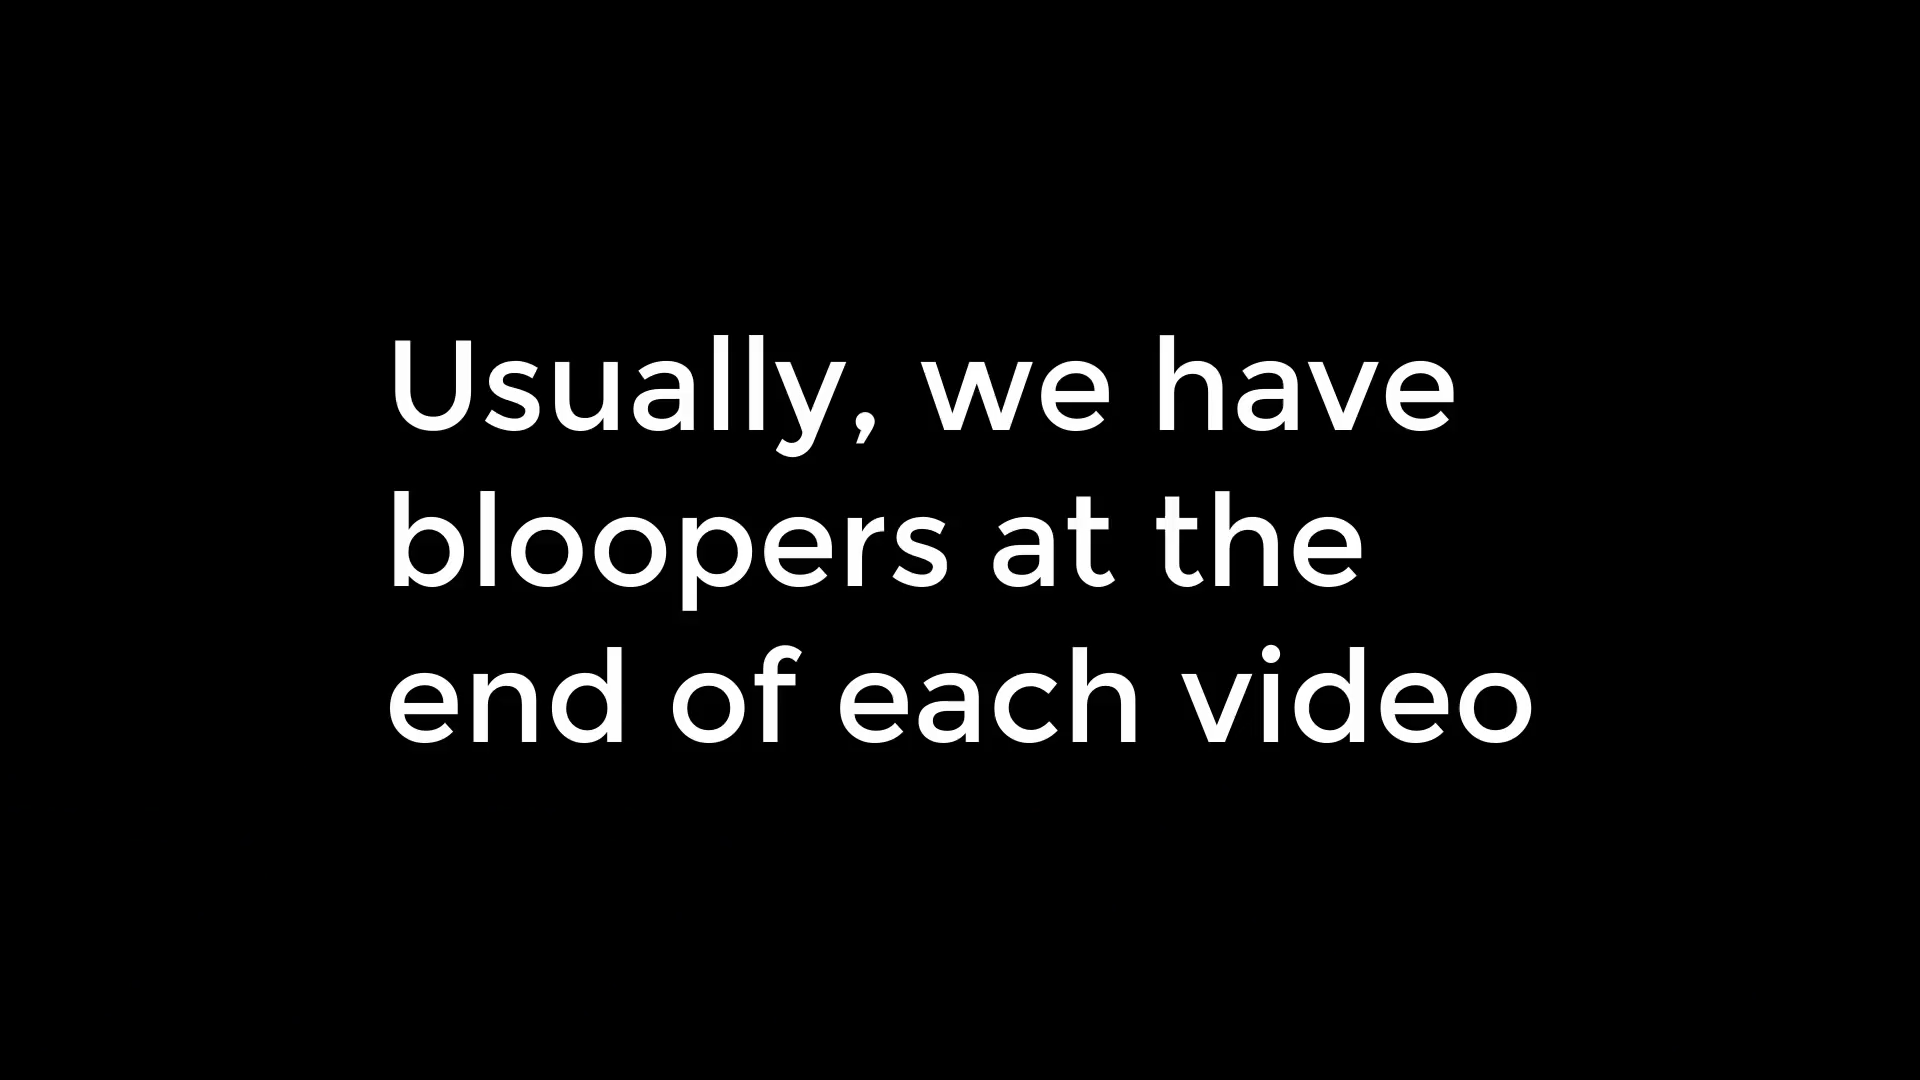 Usually, we have
bloopers at the
end of each video